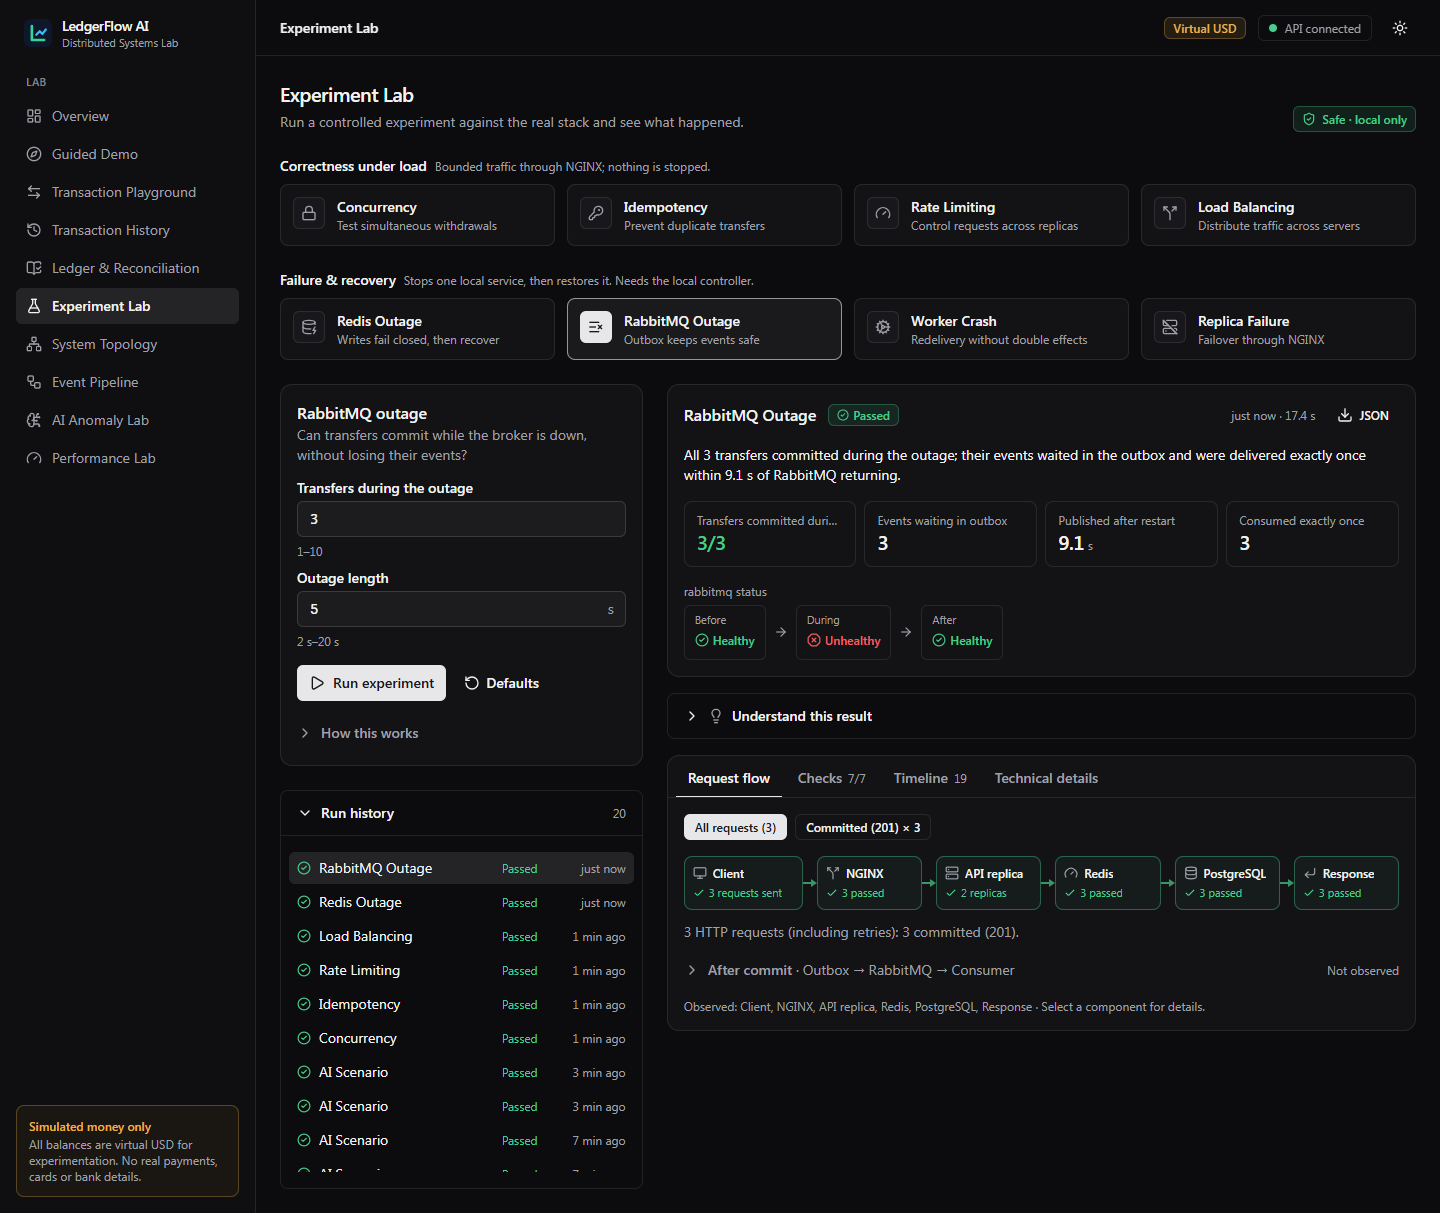 LedgerFlow AI
Distributed Systems Lab
LAB
Overview
Guided Demo
Transaction Playground
Transaction History
Ledger & Reconciliation
Experiment Lab
System Topology
Event Pipeline
AI Anomaly Lab
Performance Lab
Simulated money only
All balances are virtual USD for
experimentation. No real payments,
cards or bank details.
Experiment Lab
Virtual USD
API connected
Experiment Lab
Run a controlled experiment against the real stack and see what happened.
Safe · local only
Correctness under load Bounded traffic through NGINX; nothing is stopped.
Concurrency
Test simultaneous withdrawals
Idempotency
Prevent duplicate transfers
Rate Limiting
Control requests across replicas
Load Balancing
Distribute traffic across servers
Failure & recovery Stops one local service, then restores it. Needs the local controller.
Redis Outage
Writes fail closed, then recover
RabbitMQ Outage
Outbox keeps events safe
Worker Crash
Redelivery without double effects
Replica Failure
Failover through NGINX
RabbitMQ outage
Can transfers commit while the broker is down,
without losing their events?
Transfers during the outage
3
1–10
Outage length
5 s
2 s–20 s
Run experiment
Defaults
How this works
Run history 20
RabbitMQ Outage Passed just now
Redis Outage Passed just now
Load Balancing Passed 1 min ago
Rate Limiting Passed 1 min ago
Idempotency Passed 1 min ago
Concurrency Passed 1 min ago
AI Scenario Passed 3 min ago
AI Scenario Passed 3 min ago
AI Scenario Passed 7 min ago
RabbitMQ Outage Passed just now · 17.4 s JSON
All 3 transfers committed during the outage; their events waited in the outbox and were delivered exactly once
within 9.1 s of RabbitMQ returning.
Transfers committed duri...
3/3
Events waiting in outbox
3
Published after restart
9.1 s
Consumed exactly once
3
rabbitmq status
Before
Healthy
During
Unhealthy
After
Healthy
Understand this result
Request flow Checks 7/7 Timeline 19 Technical details
All requests (3) Committed (201) × 3
Client
3 requests sent
NGINX
3 passed
API replica
2 replicas
Redis
3 passed
PostgreSQL
3 passed
Response
3 passed
3 HTTP requests (including retries): 3 committed (201).
After commit · Outbox → RabbitMQ → Consumer Not observed
Observed: Client, NGINX, API replica, Redis, PostgreSQL, Response · Select a component for details.